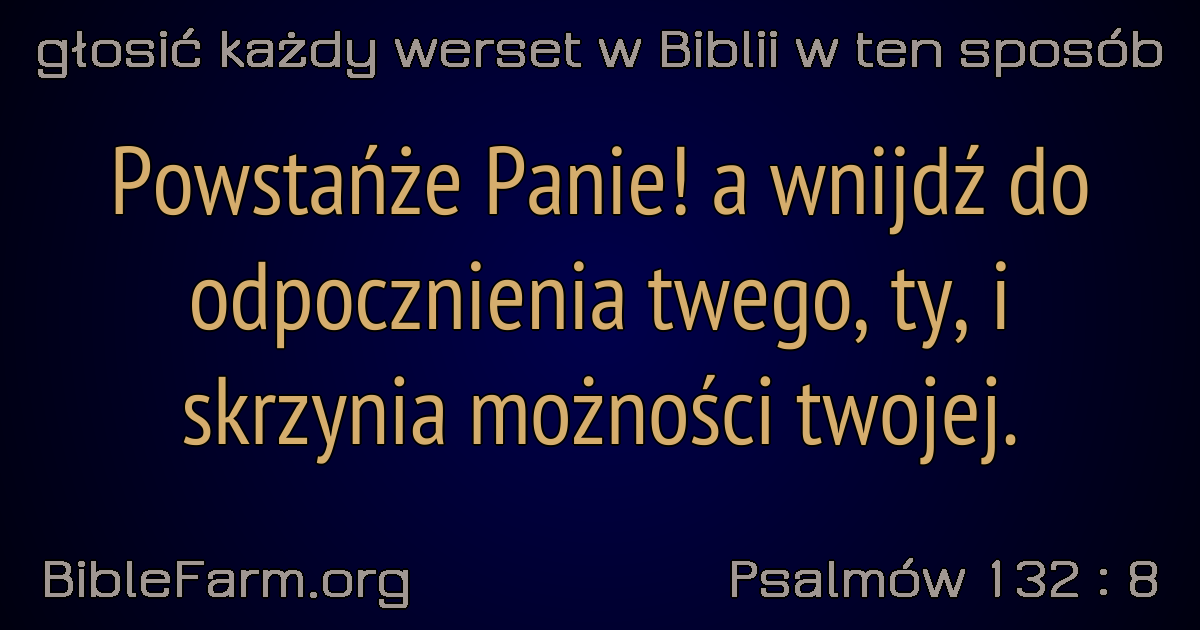 głosić każdy werset w Biblii w ten sposób
Powstańże Panie! a wnijdź do
odpocznienia twego, ty, i
skrzynia możności twojej.
BibleFarm.org
Psalmów 132 : 8